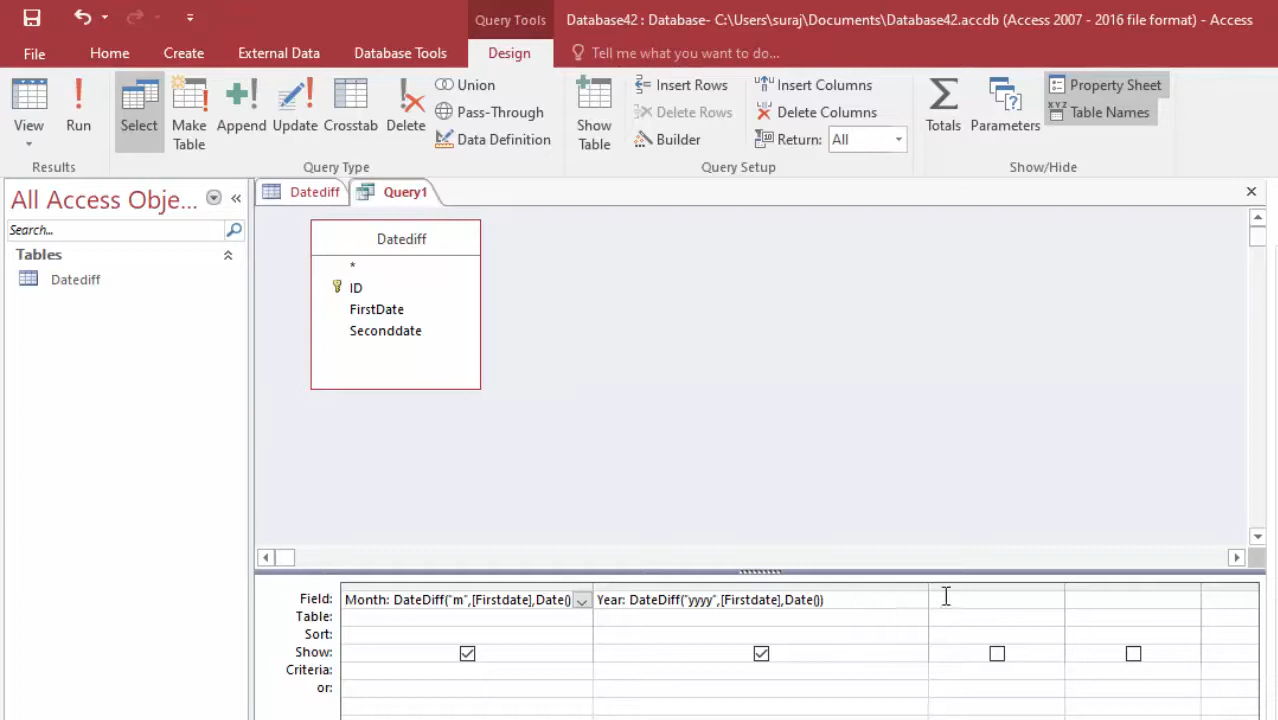 Query Tools
Database42 : Database- C:\Users\suraj\Documents\Database42.accdb (Access 2007 - 2016 file format) - Access
File
Home
Create
External Data
Database Tools
Design
Tell me what you want to do...
View
Run
Results
Select
Make
Table
Append
Update
Crosstab
Delete
Union
Pass-Through
Data Definition
Query Type
Show
Table
Insert Rows
Delete Rows
Builder
Insert Columns
Delete Columns
Return: All
Query Setup
Totals
Parameters
Property Sheet
XYZ Table Names
Show/Hide
All Access Obje...
Search...
Tables
Datediff
Datediff
Query1
Datediff
*
ID
FirstDate
Seconddate
Field: Month: DateDiff("m",[Firstdate],Date() Year: DateDiff("yyyy",[Firstdate],Date())
Table:
Sort:
Show:
Criteria:
or: